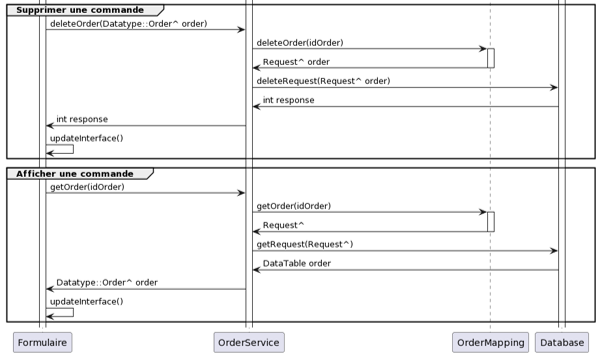 Supprimer une commande
deleteOrder(Datatype::Order^ order)
deleteOrder(idOrder)
Request^ order
deleteRequest(Request^ order)
int response
int response
updateInterface()
Afficher une commande
getOrder(idOrder)
getOrder(idOrder)
Request^
getRequest(Request^)
DataTable order
Datatype::Order^ order
updateInterface()
Formulaire OrderService OrderMapping Database